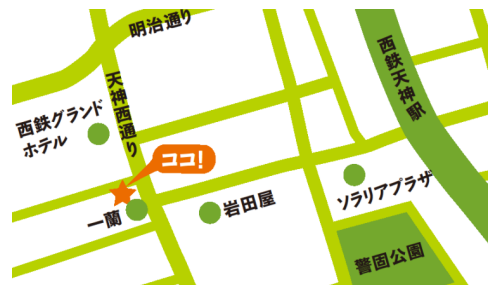 明治通り
天神西通り
西鉄天神駅
西鉄グランド
ホテル
ココ!
一蘭
岩田屋
ソラリアプラザ
警固公園